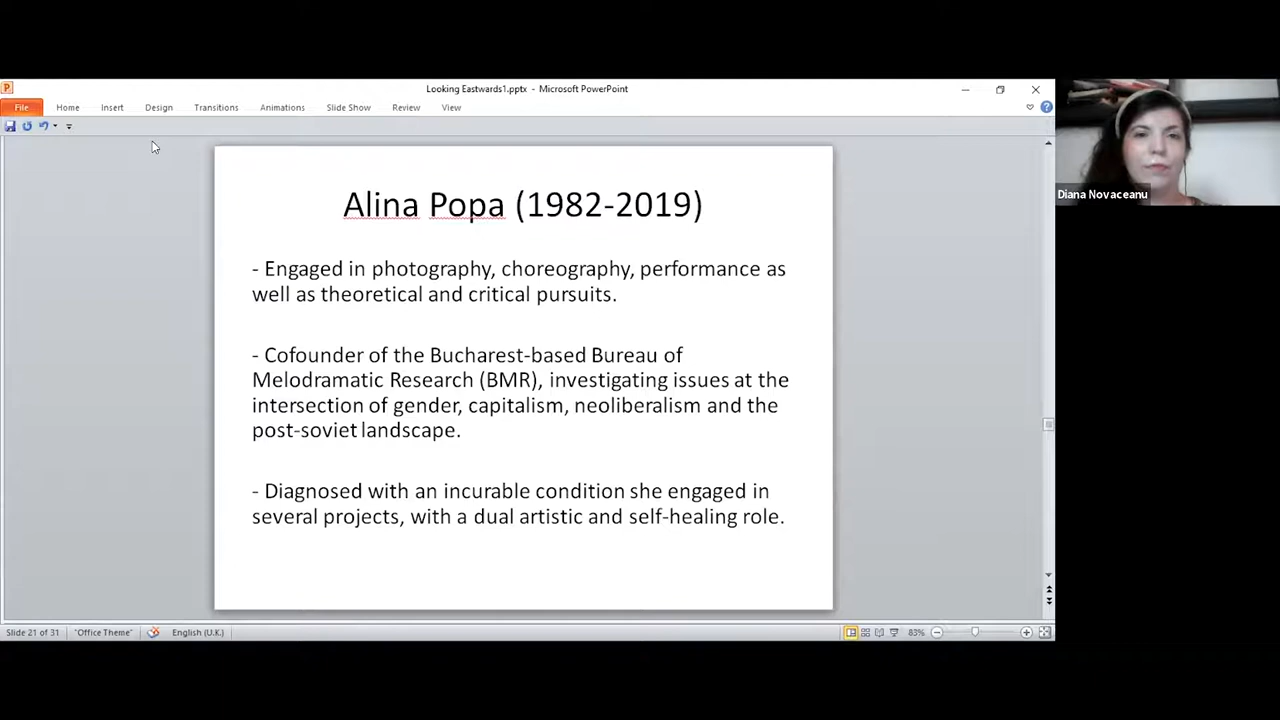 Looking Eastwards1.pptx - Microsoft PowerPoint
File Home Insert Design Transitions Animations Slide Show Review View
Alina Popa (1982-2019)
- Engaged in photography, choreography, performance as
well as theoretical and critical pursuits.
- Cofounder of the Bucharest-based Bureau of
Melodramatic Research (BMR), investigating issues at the
intersection of gender, capitalism, neoliberalism and the
post-soviet landscape.
- Diagnosed with an incurable condition she engaged in
several projects, with a dual artistic and self-healing role.
Diana Novaceanu
Slide 21 of 31 "Office Theme" English (U.K.) 83%